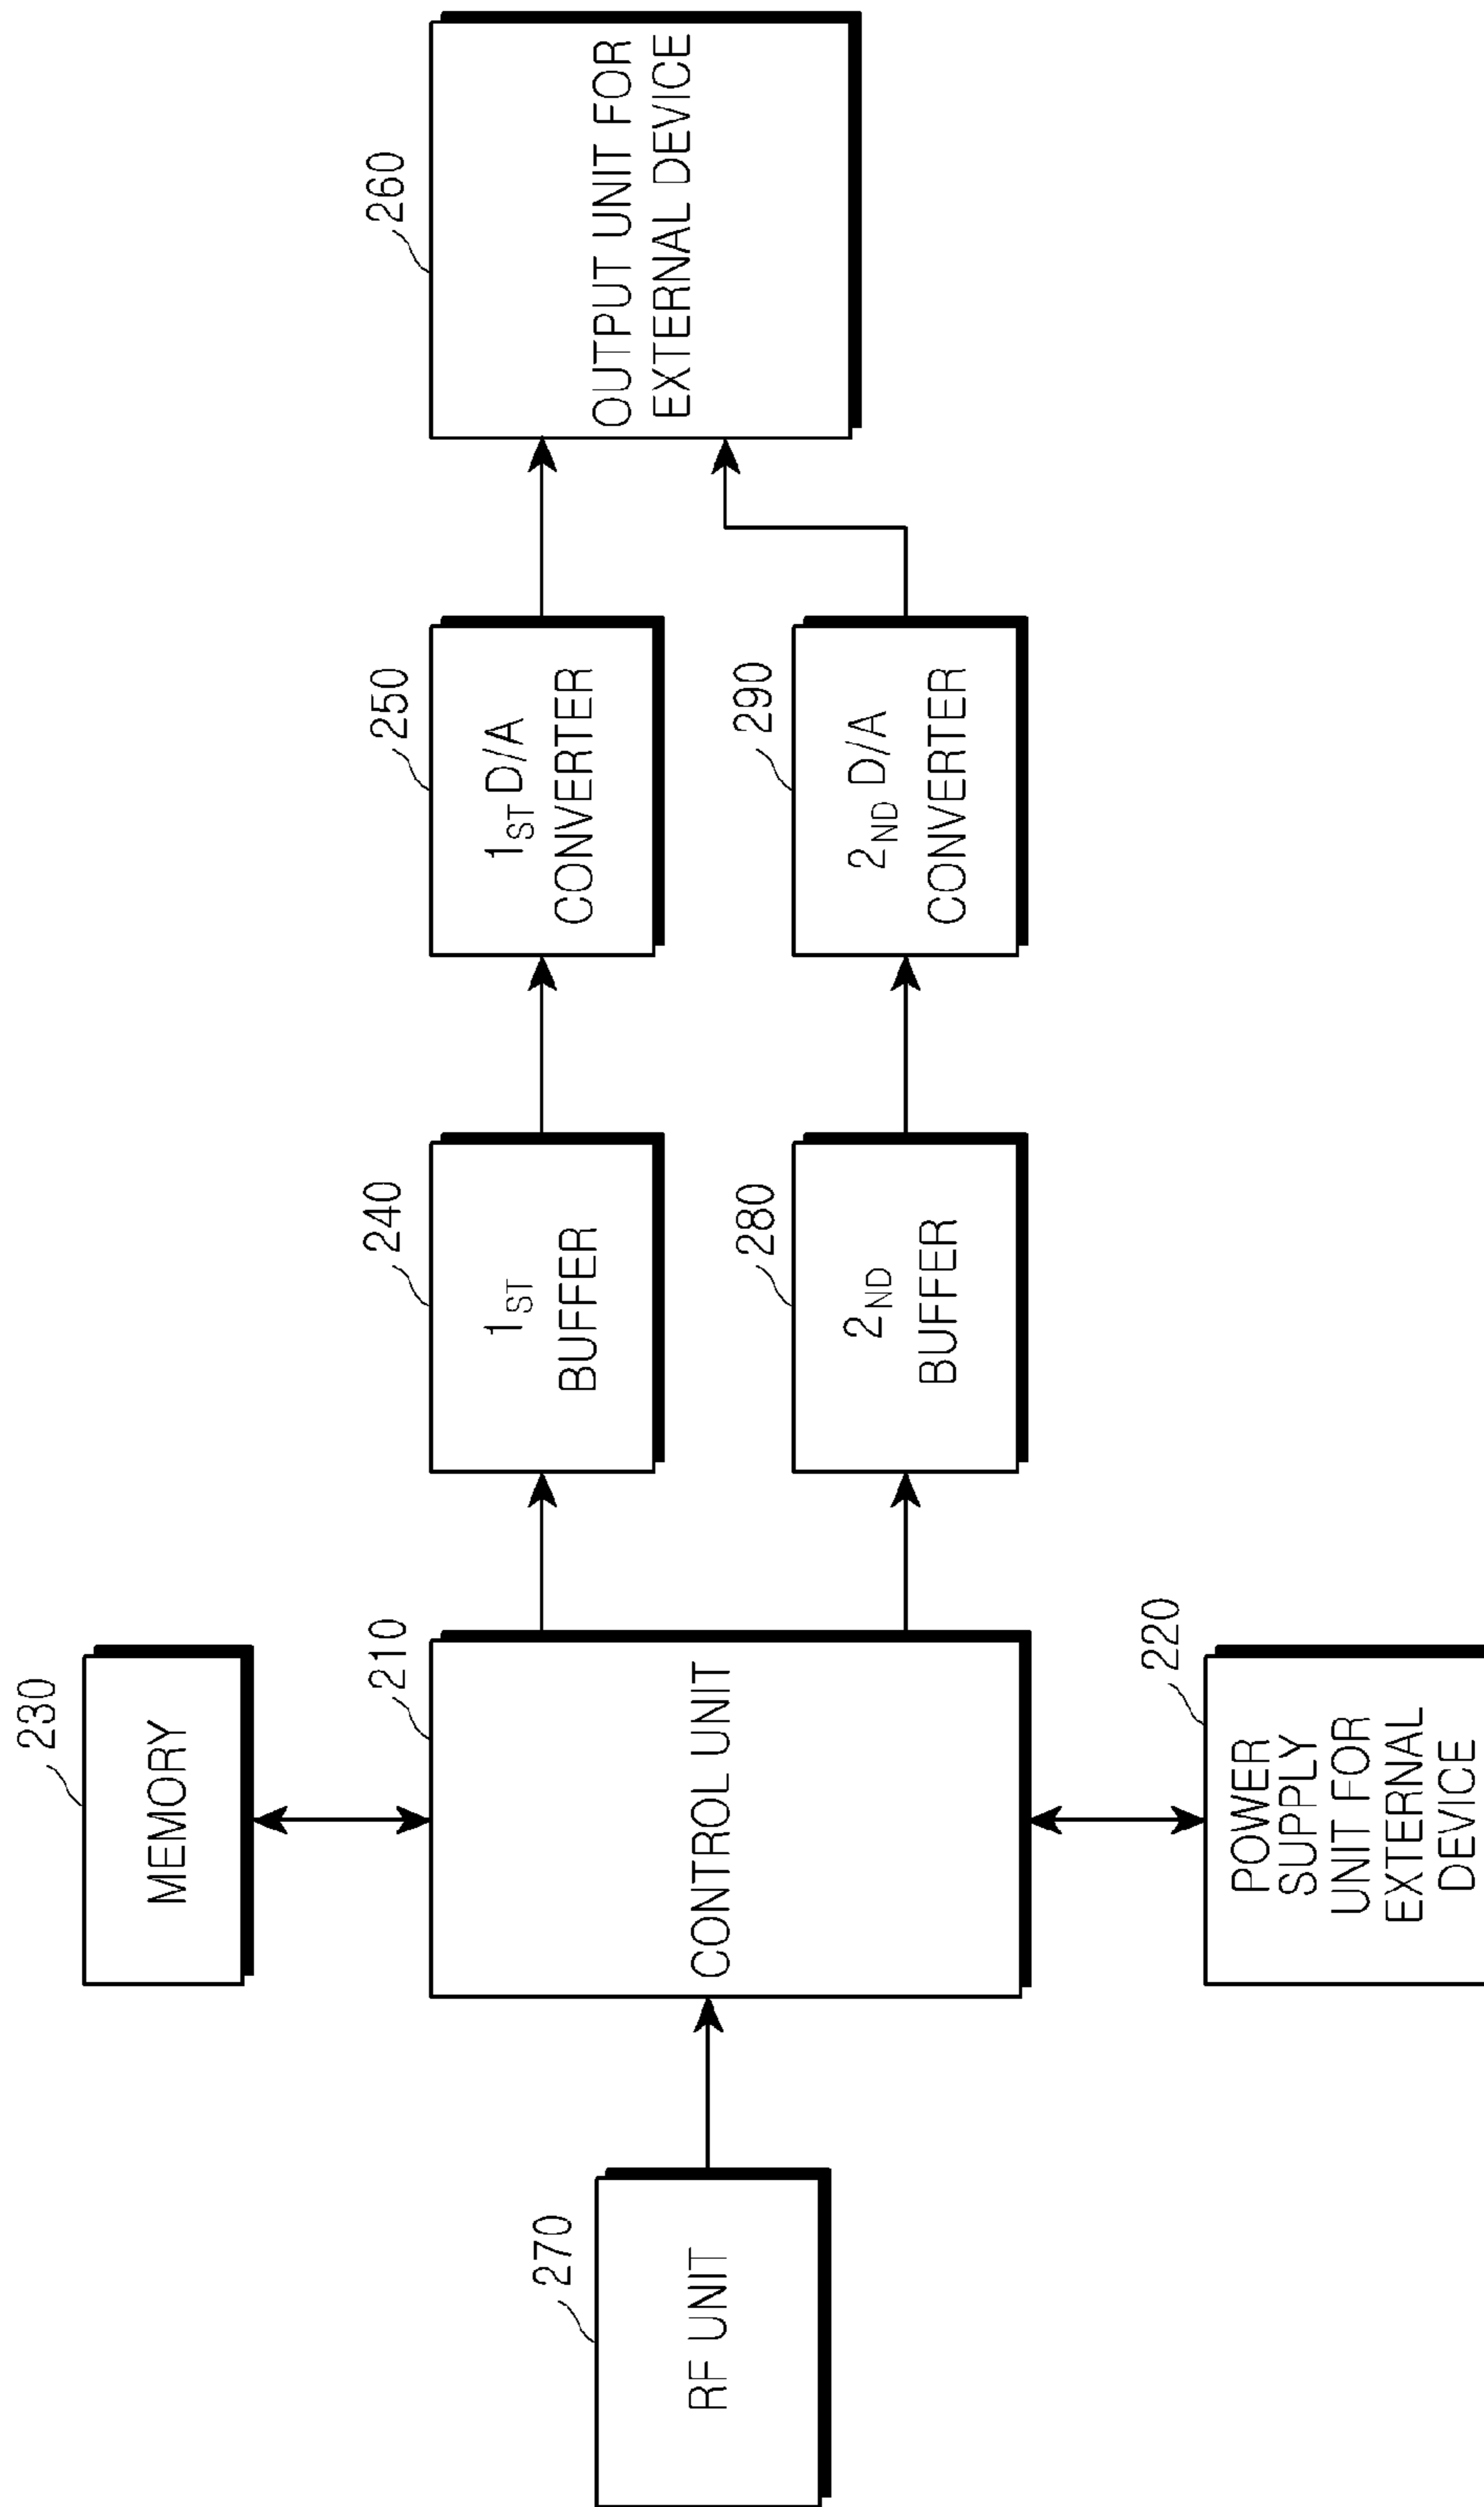 230
MEMORY
270
RF UNIT
210
CONTROL UNIT
240
1ST
BUFFER
250
1ST D/A
CONVERTER
260
OUTPUT UNIT FOR
EXTERNAL DEVICE
280
2ND
BUFFER
290
2ND D/A
CONVERTER
220
POWER
SUPPLY
UNIT FOR
EXTERNAL
DEVICE